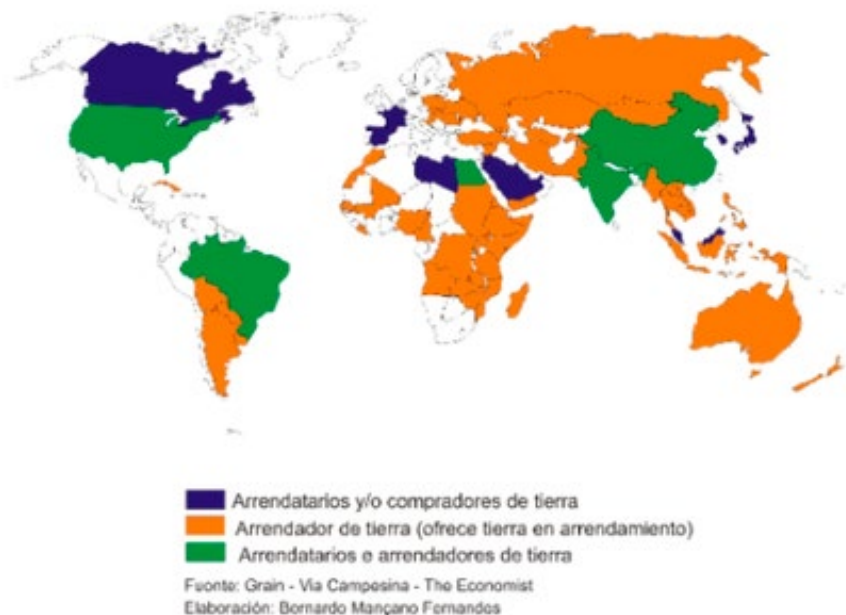 Arrendatarios y/o compradores de tierra
Arrendador de tierra (ofrece tierra en arrendamiento)
Arrendatarios e arrendadores de tierra
Fuonte: Grain - Via Campesina - The Economist
Elaboración: Bornardo Mançano Fernandes